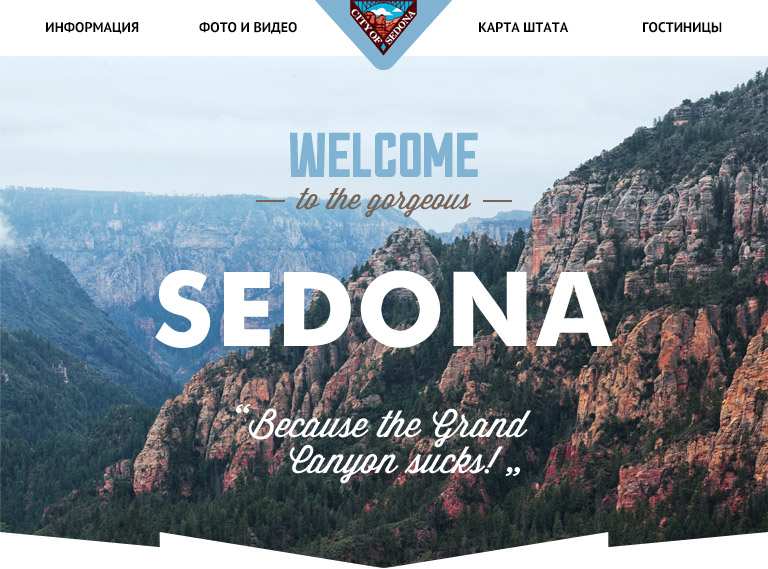 ИНФОРМАЦИЯ
ФОТО И ВИДЕО
CITY OF SEDONA
КАРТА ШТАТА
ГОСТИНИЦЫ
WELCOME
— to the gorgeous —
SEDONA
“Because the Grand
Canyon sucks!„